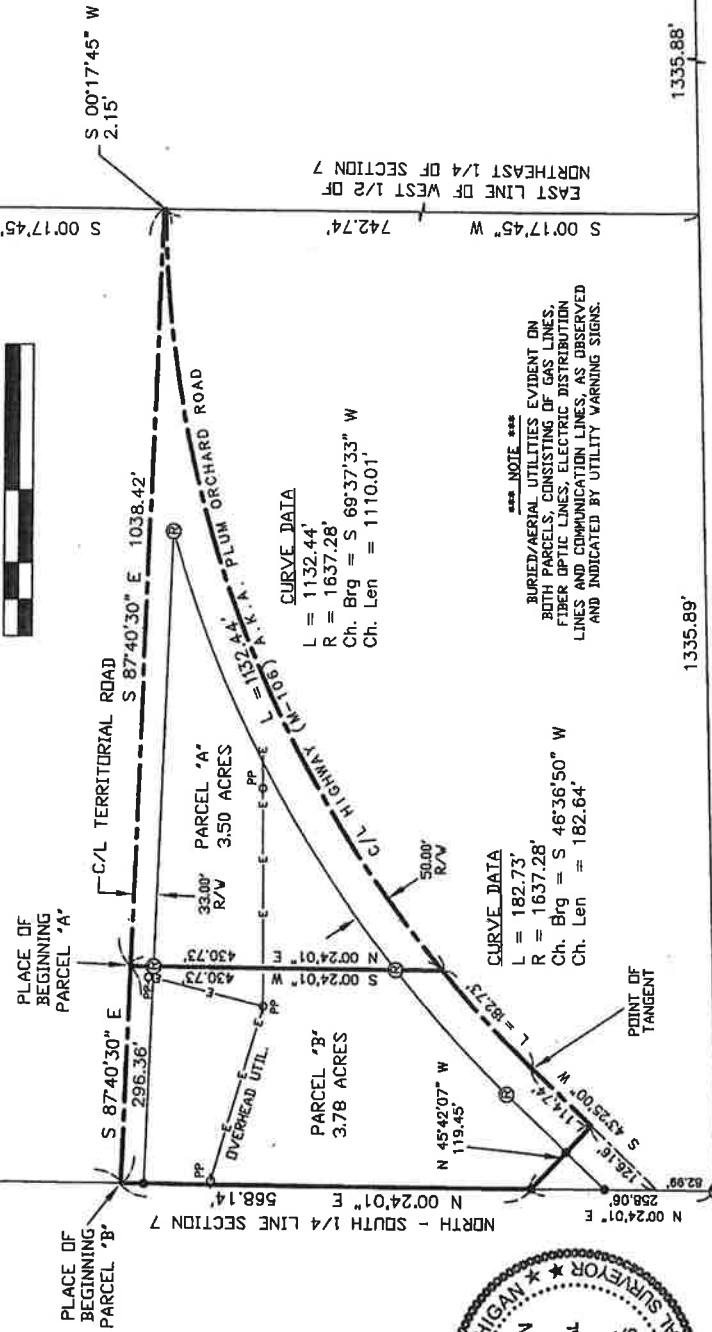 S 00°17'45" W
2.15'
S 00°17'45"
PLACE OF
BEGINNING
PARCEL "A"
C/L TERRITORIAL ROAD
S 87°40'30" E 1038.42'
S 87°40'30" E
296.36'
PLACE OF
BEGINNING
PARCEL "B"
33.00'
R/W
PARCEL "A"
3.50 ACRES
L = 1132.44'
C/L HIGHWAY (M-106) A.K.A. PLUM ORCHARD ROAD
CURVE DATA
L = 1132.44'
R = 1637.28'
Ch. Brg = S 69°37'33" W
Ch. Len = 1110.01'
EAST LINE OF WEST 1/2 OF
NORTHEAST 1/4 OF SECTION 7
S 00°17'45" W 742.74'
N 00°24'01" E
430.73'
S 00°24'01" W
430.73'
PP
E
E
E
E
E
PP
PP
E
E
PP
E
E
E
OVERHEAD UTIL.
PARCEL "B"
3.78 ACRES
R
R
R
R
50.00'
R/W
CURVE DATA
L = 182.73'
R = 1637.28'
Ch. Brg = S 46°36'50" W
Ch. Len = 182.64'
L = 182.73'
POINT OF
TANGENT
114.74'
S 43°25'00" W
126.16'
N 45°42'07" W
119.45'
N 00°24'01" E 568.14'
NORTH - SOUTH 1/4 LINE SECTION 7
N 00°24'01" E
258.06'
82.99'
*** NOTE ***
BURIED/AERIAL UTILITIES EVIDENT ON
BOTH PARCELS, CONSISTING OF GAS LINES,
FIBER OPTIC LINES, ELECTRIC DISTRIBUTION
LINES AND COMMUNICATION LINES, AS OBSERVED
AND INDICATED BY UTILITY WARNING SIGNS.
1335.89'
1335.88'
HIGAN
AL SURVEYOR